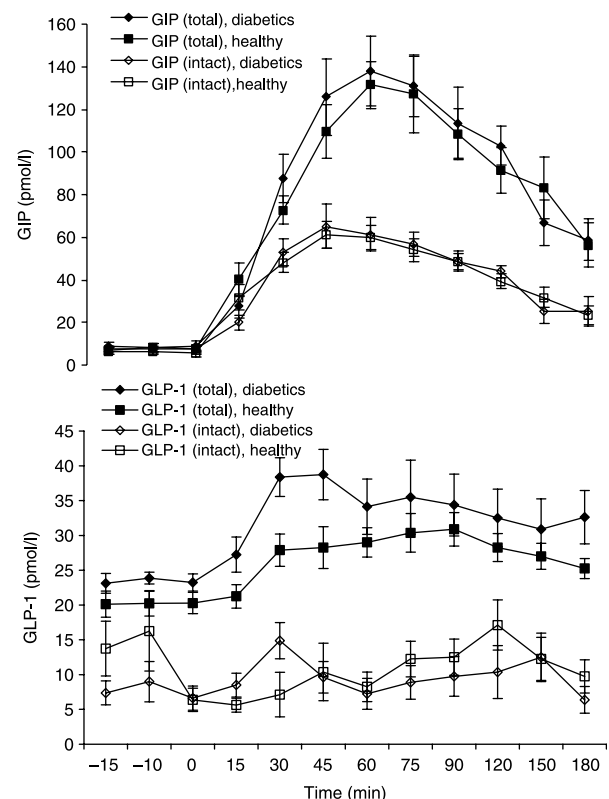 GIP (total), diabetics
GIP (total), healthy
GIP (intact), diabetics
GIP (intact),healthy
160
140
120
100
80
60
40
20
0
GIP (pmol/l)
GLP-1 (total), diabetics
GLP-1 (total), healthy
GLP-1 (intact), diabetics
GLP-1 (intact), healthy
45
40
35
30
25
20
15
10
5
0
GLP-1 (pmol/l)
–15 –10 0 15 30 45 60 75 90 120 150 180
Time (min)